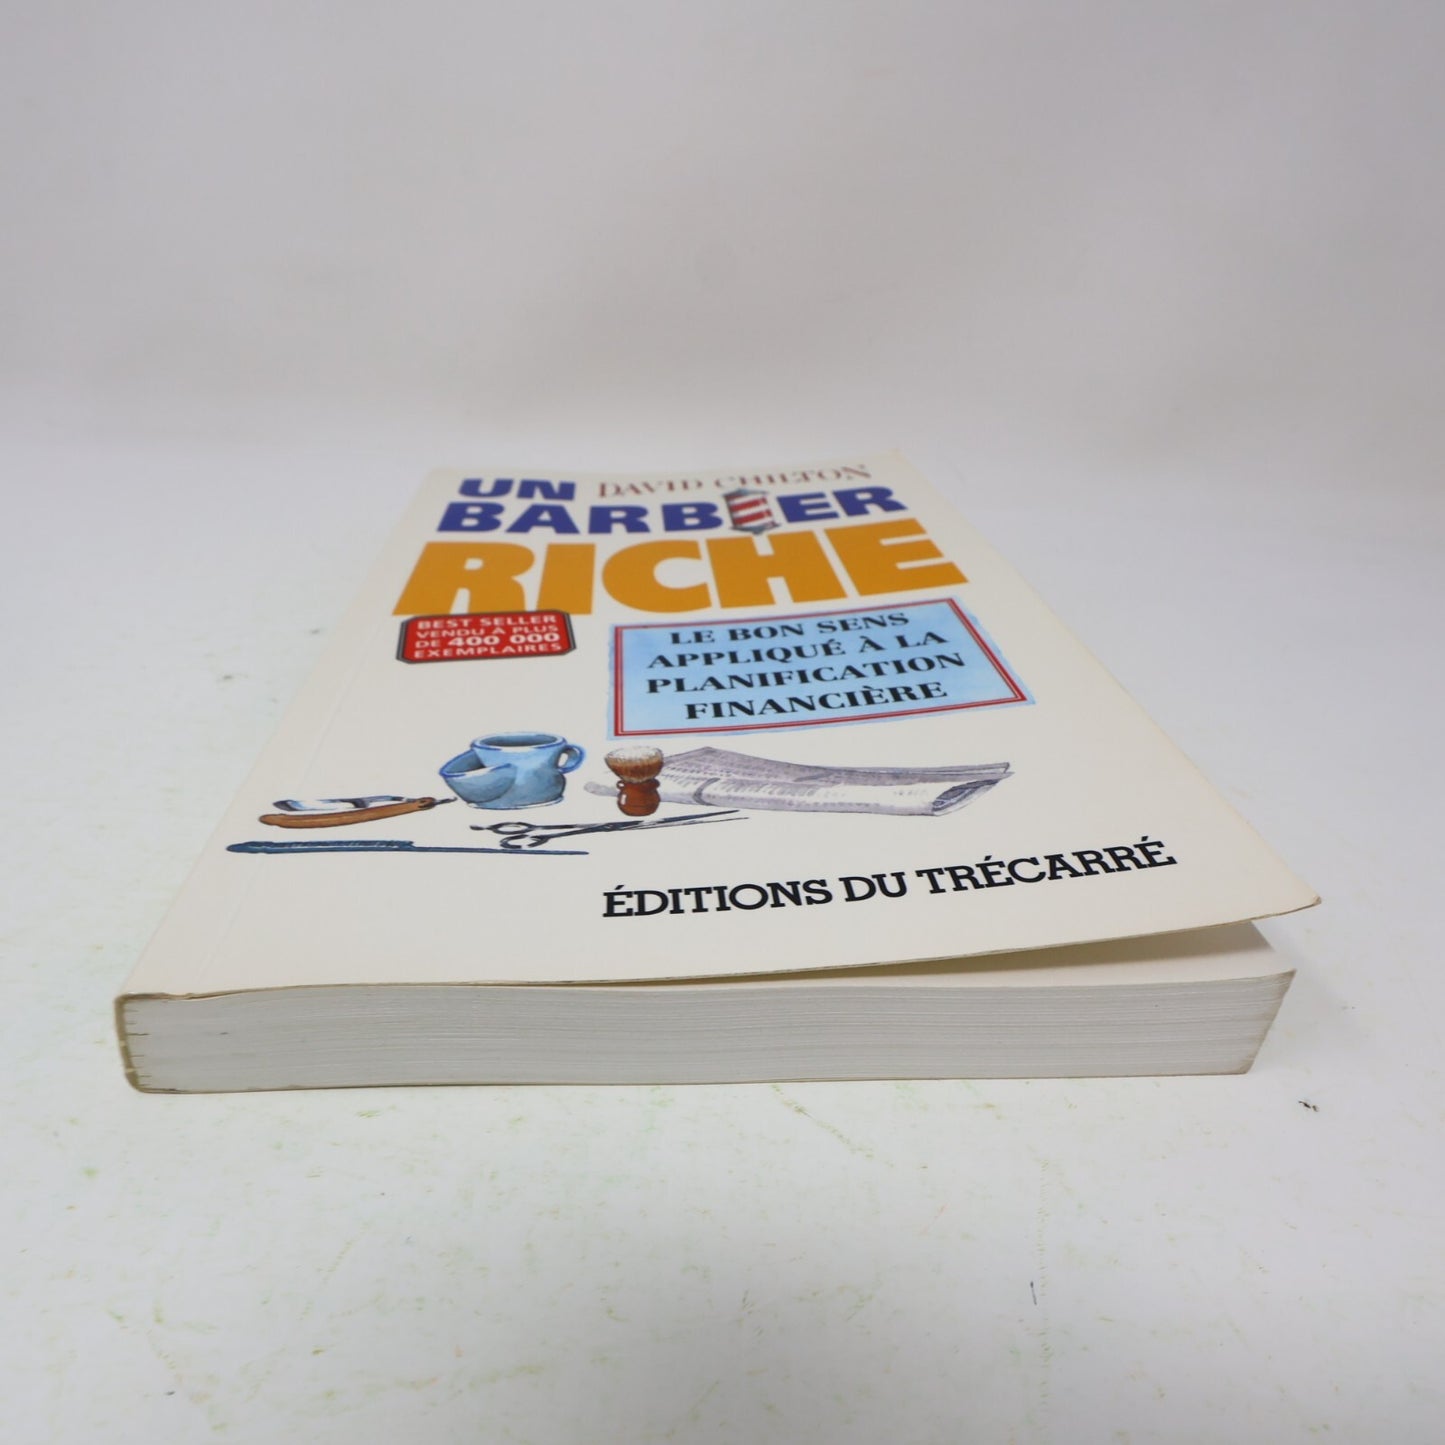 DAVID CHILTON
UN
BARBIER
RICHE
BEST SELLER
VENDU À PLUS
DE 400 000
EXEMPLAIRES
LE BON SENS
APPLIQUÉ À LA
PLANIFICATION
FINANCIÈRE
ÉDITIONS DU TRÉCARRÉ